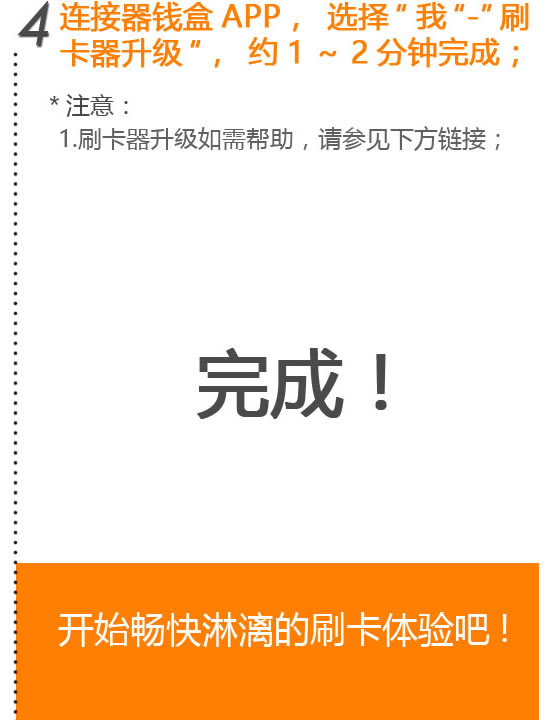 4 连接器钱盒 APP， 选择“ 我“-“刷
卡器升级“， 约 1 ～ 2 分钟完成；
* 注意：
1.刷卡器升级如需帮助，请参见下方链接；
完成！
开始畅快淋漓的刷卡体验吧！